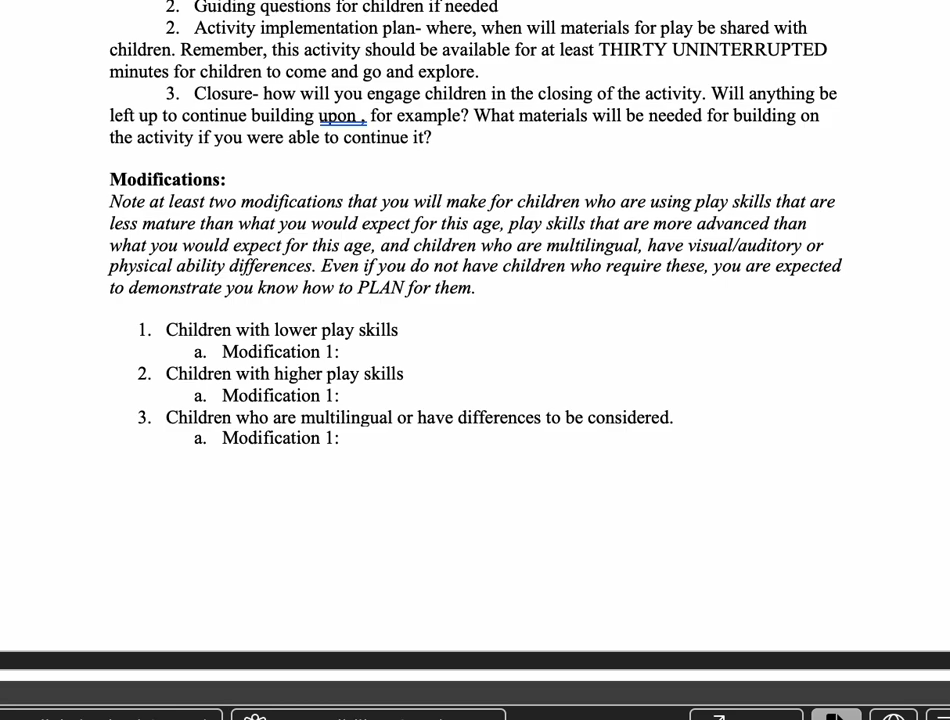 2. Guiding questions for children if needed
2. Activity implementation plan- where, when will materials for play be shared with
children. Remember, this activity should be available for at least THIRTY UNINTERRUPTED
minutes for children to come and go and explore.
3. Closure- how will you engage children in the closing of the activity. Will anything be
left up to continue building upon , for example? What materials will be needed for building on
the activity if you were able to continue it?
Modifications:
Note at least two modifications that you will make for children who are using play skills that are
less mature than what you would expect for this age, play skills that are more advanced than
what you would expect for this age, and children who are multilingual, have visual/auditory or
physical ability differences. Even if you do not have children who require these, you are expected
to demonstrate you know how to PLAN for them.
1. Children with lower play skills
a. Modification 1:
2. Children with higher play skills
a. Modification 1:
3. Children who are multilingual or have differences to be considered.
a. Modification 1: